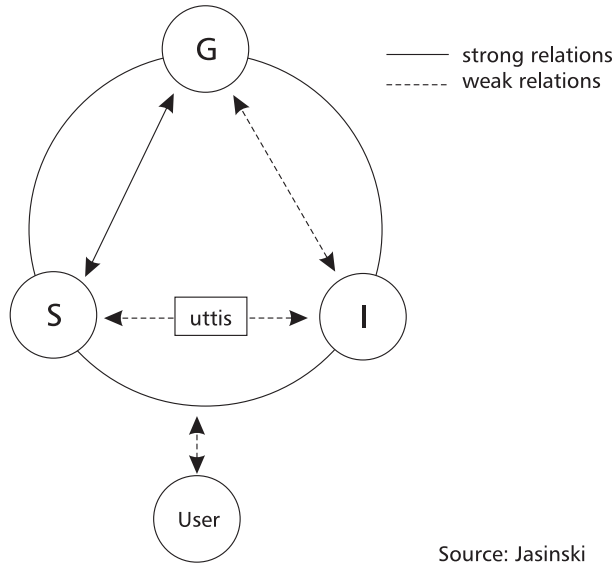 G
strong relations
weak relations
S
uttis
I
User
Source: Jasinski